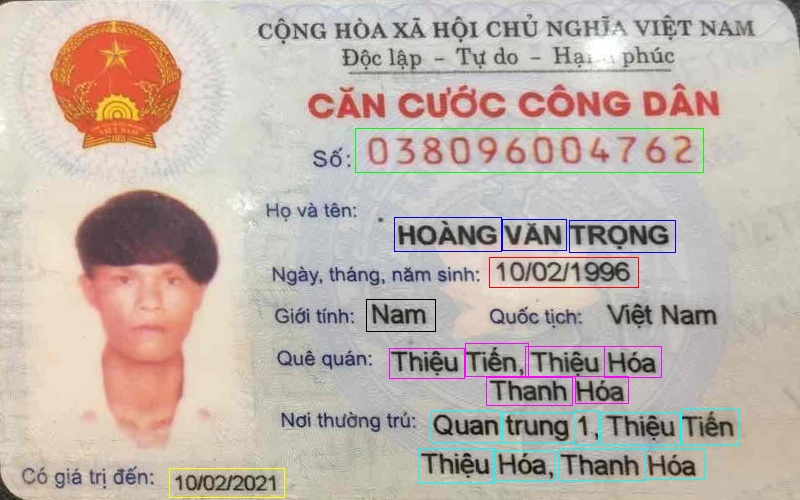 CỘNG HÒA XÃ HỘI CHỦ NGHĨA VIỆT NAM
Độc lập - Tự do - Hạnh phúc
CĂN CƯỚC CÔNG DÂN
Số: 038096004762
Họ và tên:
HOÀNG VĂN TRỌNG
Ngày, tháng, năm sinh: 10/02/1996
Giới tính: Nam Quốc tịch: Việt Nam
Quê quán: Thiệu Tiến, Thiệu Hóa
Thanh Hóa
Nơi thường trú: Quan trung 1, Thiệu Tiến
Thiệu Hóa, Thanh Hóa
Có giá trị đến: 10/02/2021